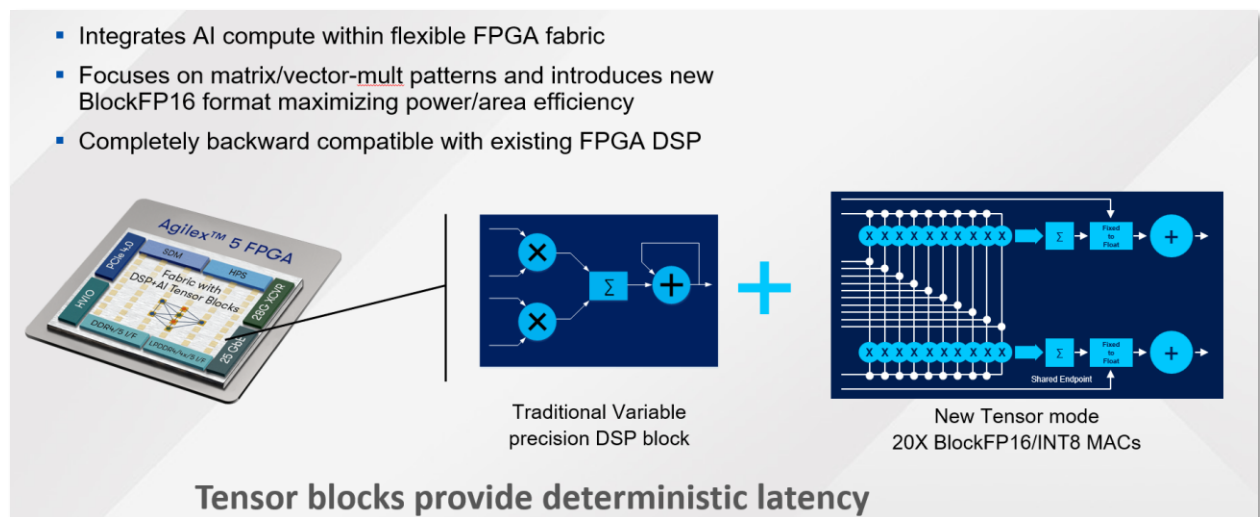 Integrates AI compute within flexible FPGA fabric
Focuses on matrix/vector-mult patterns and introduces new
BlockFP16 format maximizing power/area efficiency
Completely backward compatible with existing FPGA DSP
Agilex™ 5 FPGA
PCIe 4.0
SDM
HPS
28G XCVR
HVIO
Fabric with
DSP+AI Tensor Blocks
DDR4/5 I/F
LPDDR4/4x/5 I/F
25 GbE
×
×
Σ
+
+
X X X X X X X X X X
Σ
Fixed
to
Float
+
X X X X X X X X X X
Σ
Fixed
to
Float
+
Shared Endpoint
Traditional Variable
precision DSP block
New Tensor mode
20X BlockFP16/INT8 MACs
Tensor blocks provide deterministic latency